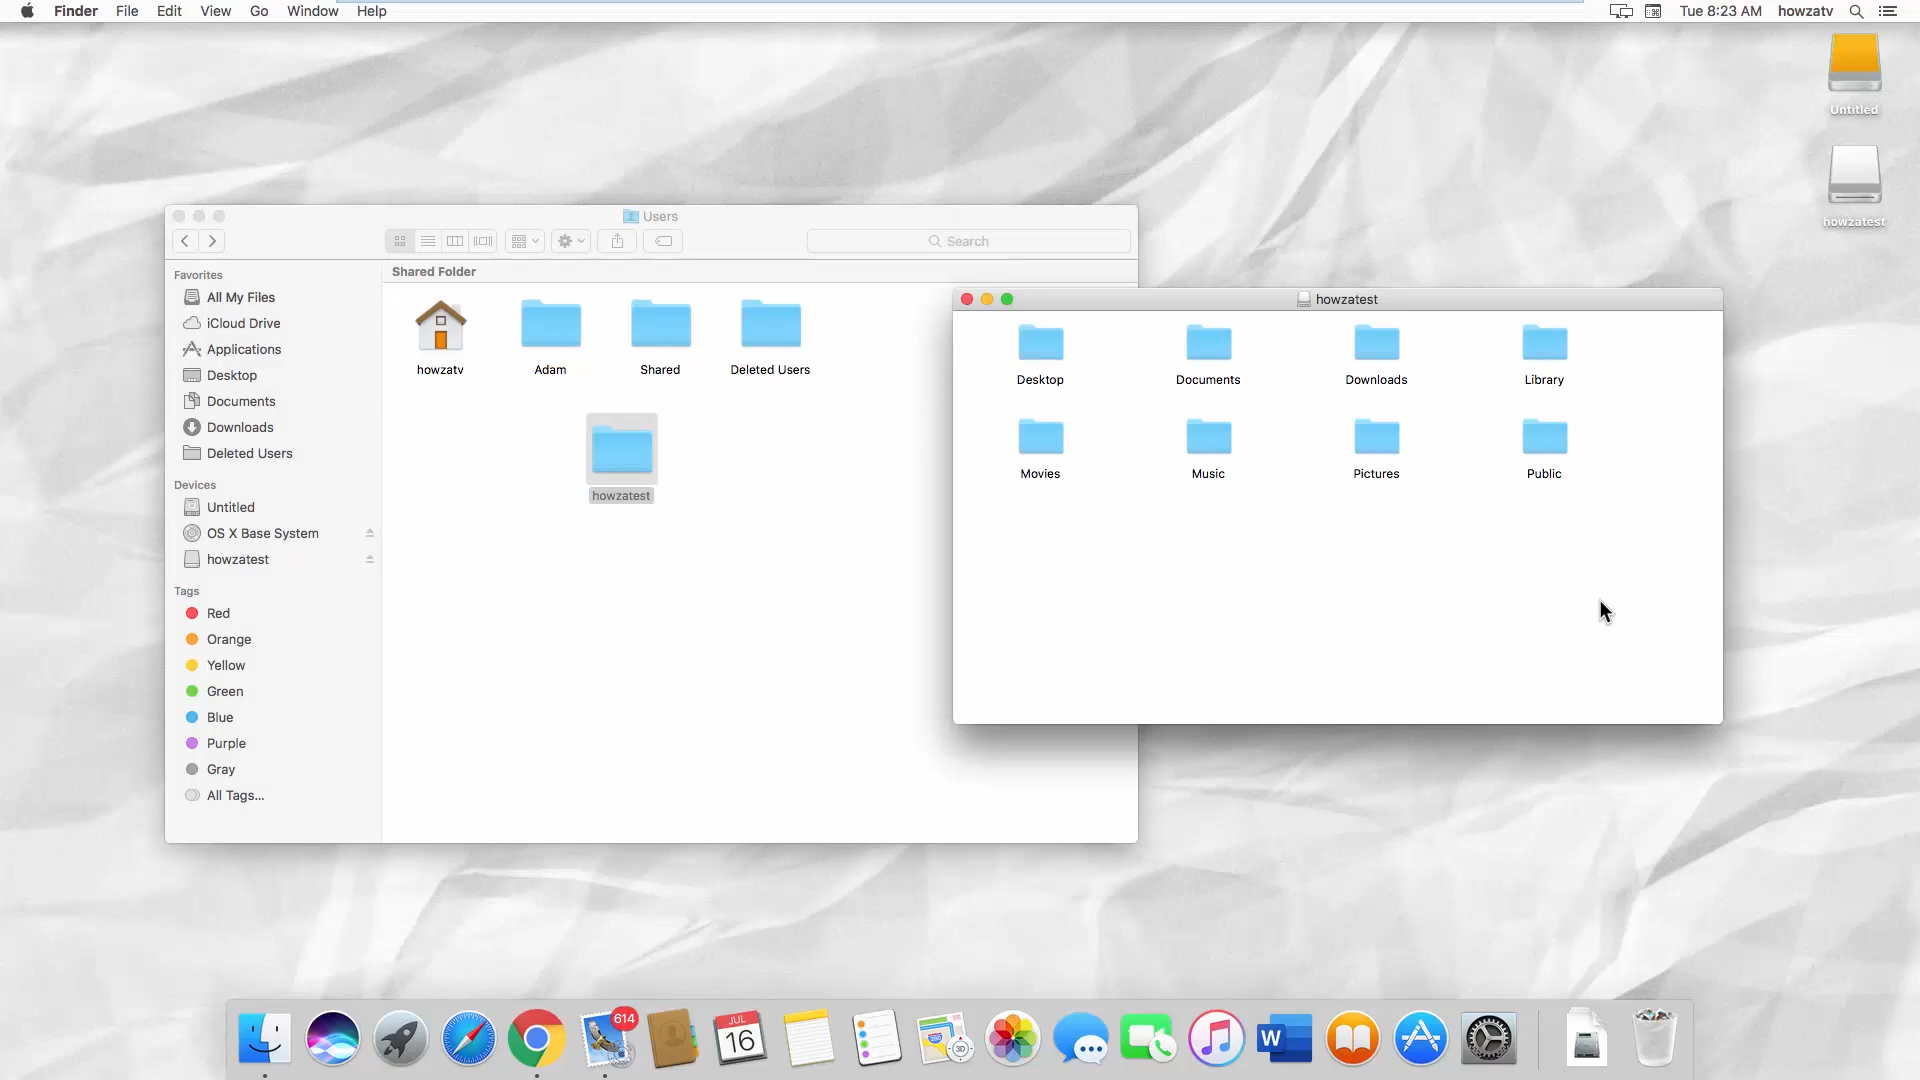 Finder File Edit View Go Window Help
Tue 8:23 AM howzatv
Untitled
howzatest
Users
Search
Favorites
All My Files
iCloud Drive
Applications
Desktop
Documents
Downloads
Deleted Users
Devices
Untitled
OS X Base System
howzatest
Tags
Red
Orange
Yellow
Green
Blue
Purple
Gray
All Tags...
Shared Folder
howzatv Adam Shared Deleted Users
howzatest
howzatest
Desktop Documents Downloads Library
Movies Music Pictures Public
614
JUL
16
3D
W